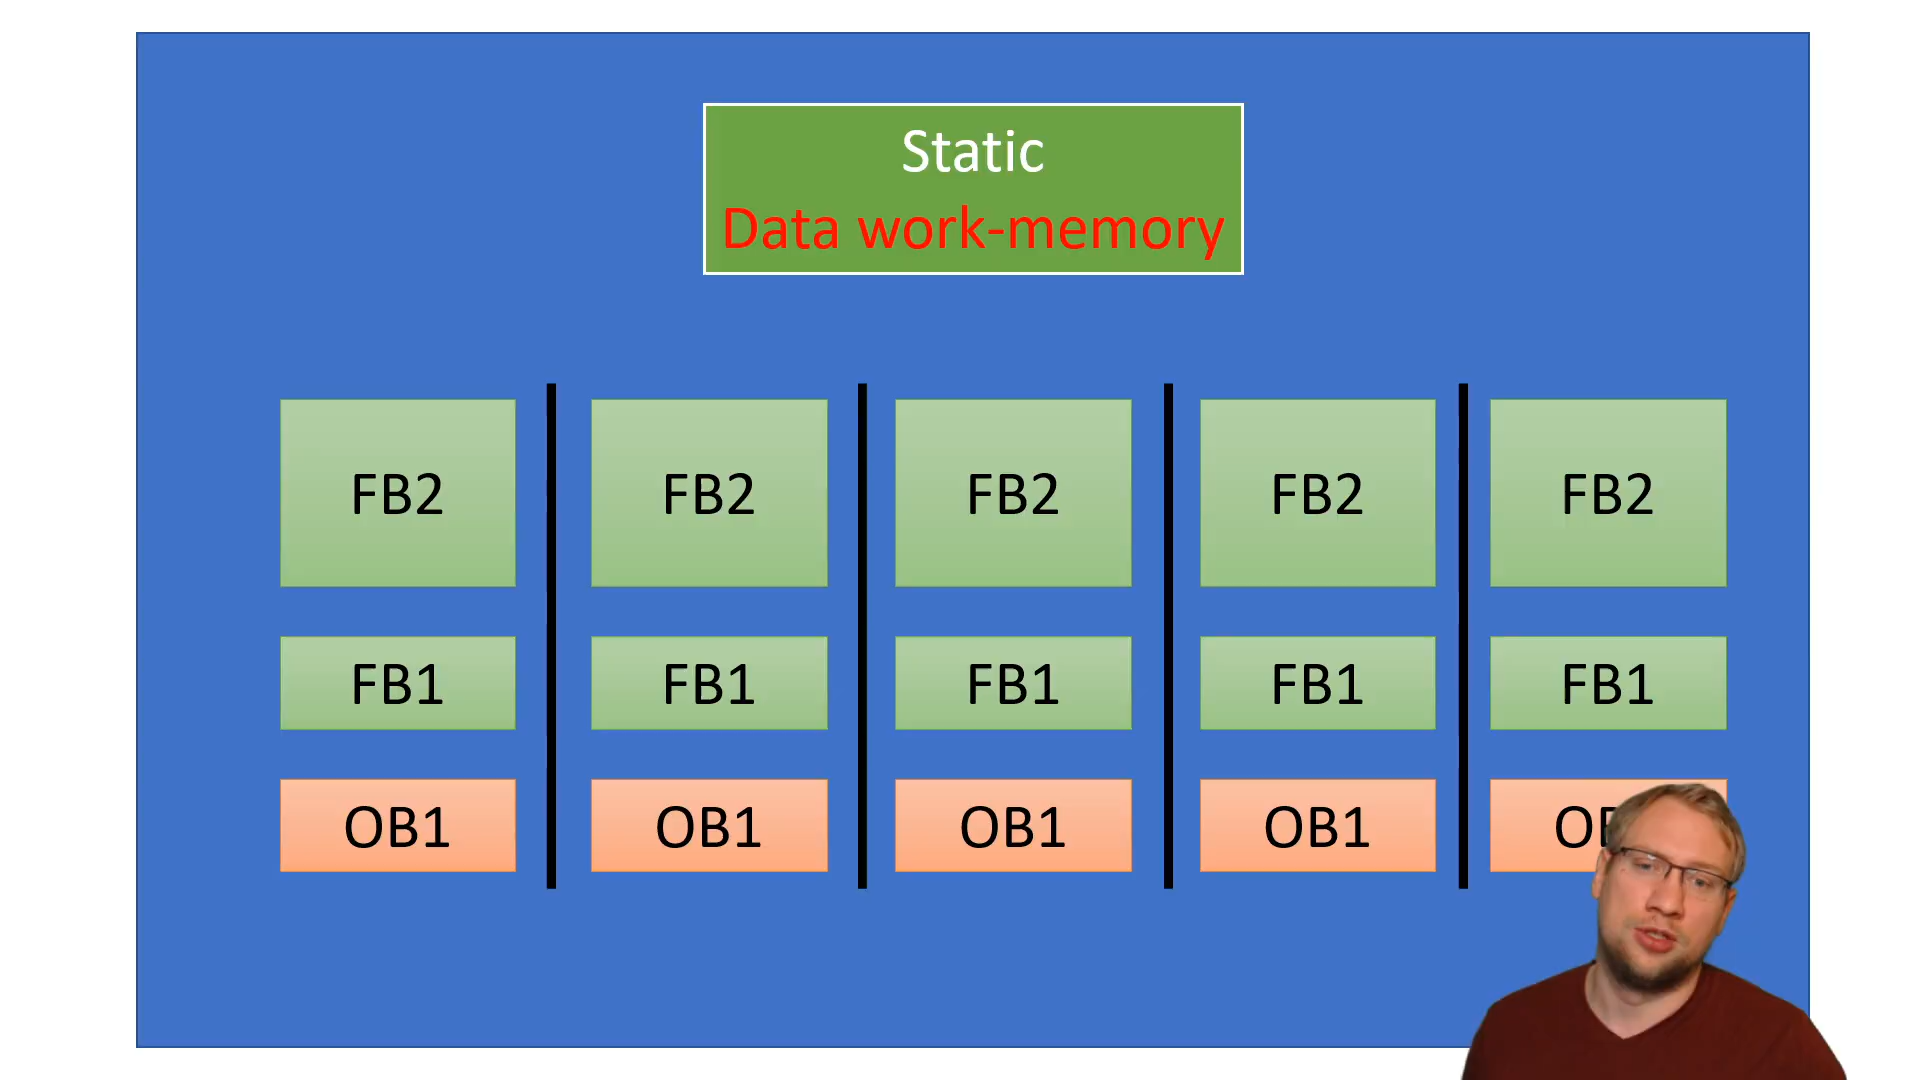 Static
Data work-memory
FB2 FB2 FB2 FB2 FB2
FB1 FB1 FB1 FB1 FB1
OB1 OB1 OB1 OB1